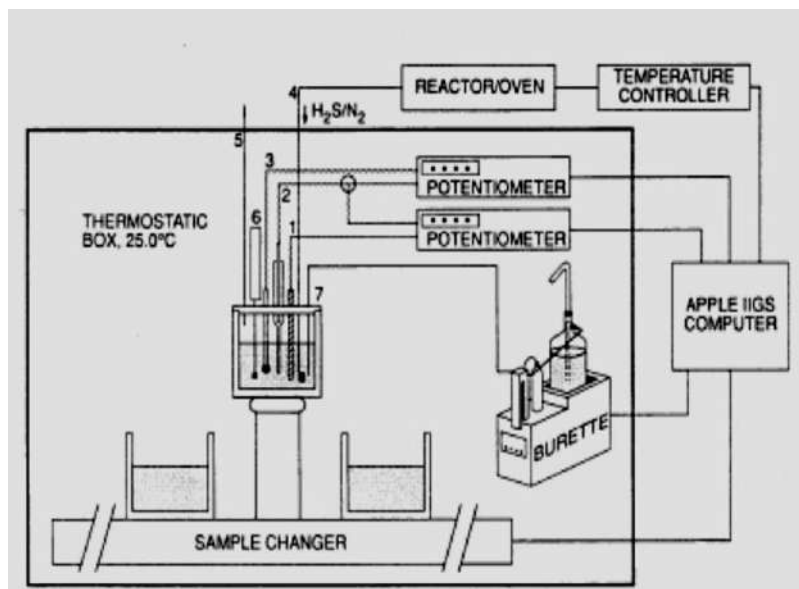 REACTOR/OVEN
TEMPERATURE
CONTROLLER
4
H₂S/N₂
5
3
POTENTIOMETER
2
THERMOSTATIC
BOX, 25.0°C
6
1
POTENTIOMETER
7
APPLE IIGS
COMPUTER
BURETTE
SAMPLE CHANGER